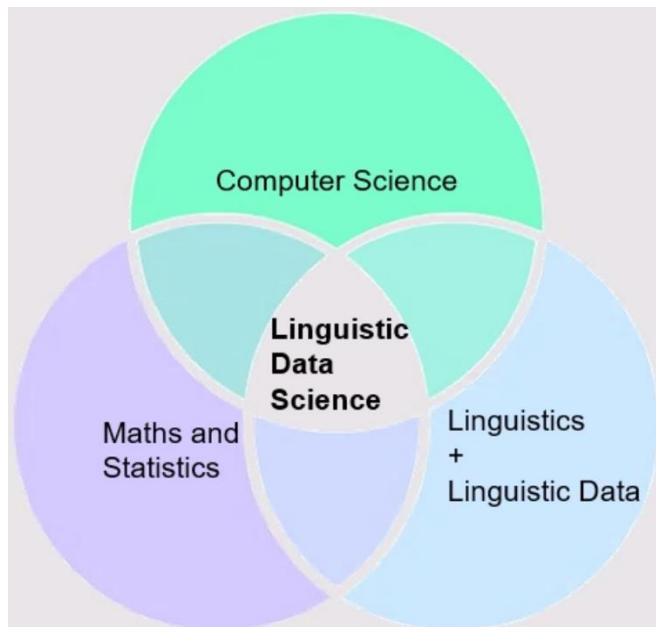 Computer Science
Linguistic
Data
Science
Maths and
Statistics
Linguistics
+
Linguistic Data